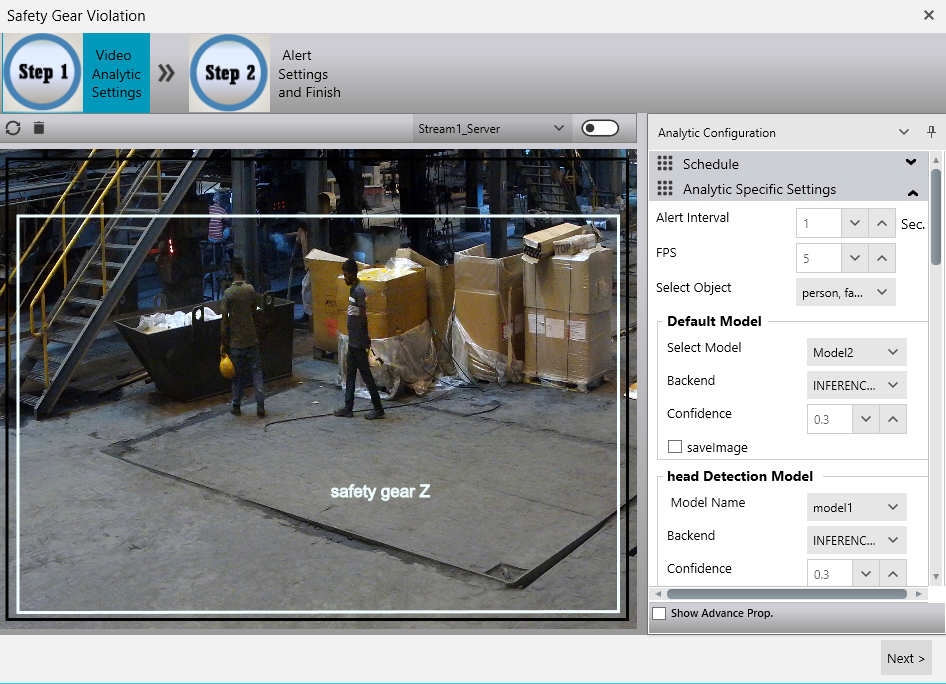 Safety Gear Violation
Step 1
Video
Analytic
Settings
Step 2
Alert
Settings
and Finish
Stream1_Server
Analytic Configuration
Schedule
Analytic Specific Settings
Alert Interval
1
Sec.
FPS
5
Select Object
person, fa...
Default Model
Select Model
Model2
Backend
INFERENC...
Confidence
0.3
saveImage
head Detection Model
Model Name
model1
Backend
INFERENC...
Confidence
0.3
safety gear Z
Show Advance Prop.
Next >